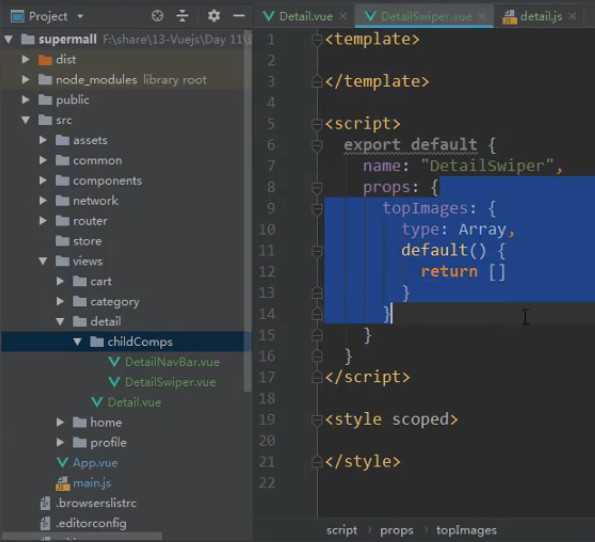 Project
supermall F:\share\13-Vuejs\Day 11\
dist
node_modules library root
public
src
assets
common
components
network
router
store
views
cart
category
detail
childComps
DetailNavBar.vue
DetailSwiper.vue
Detail.vue
home
profile
App.vue
main.js
.browserslistrc
.editorconfig
Detail.vue DetailSwiper.vue detail.js
1 <template>
2
3 </template>
4
5 <script>
6 export default {
7 name: "DetailSwiper",
8 props: {
9 topImages: {
10 type: Array,
11 default() {
12 return []
13 }
14 }
15 }
16 }
17 </script>
18
19 <style scoped>
20
21 </style>
22
script › props › topImages